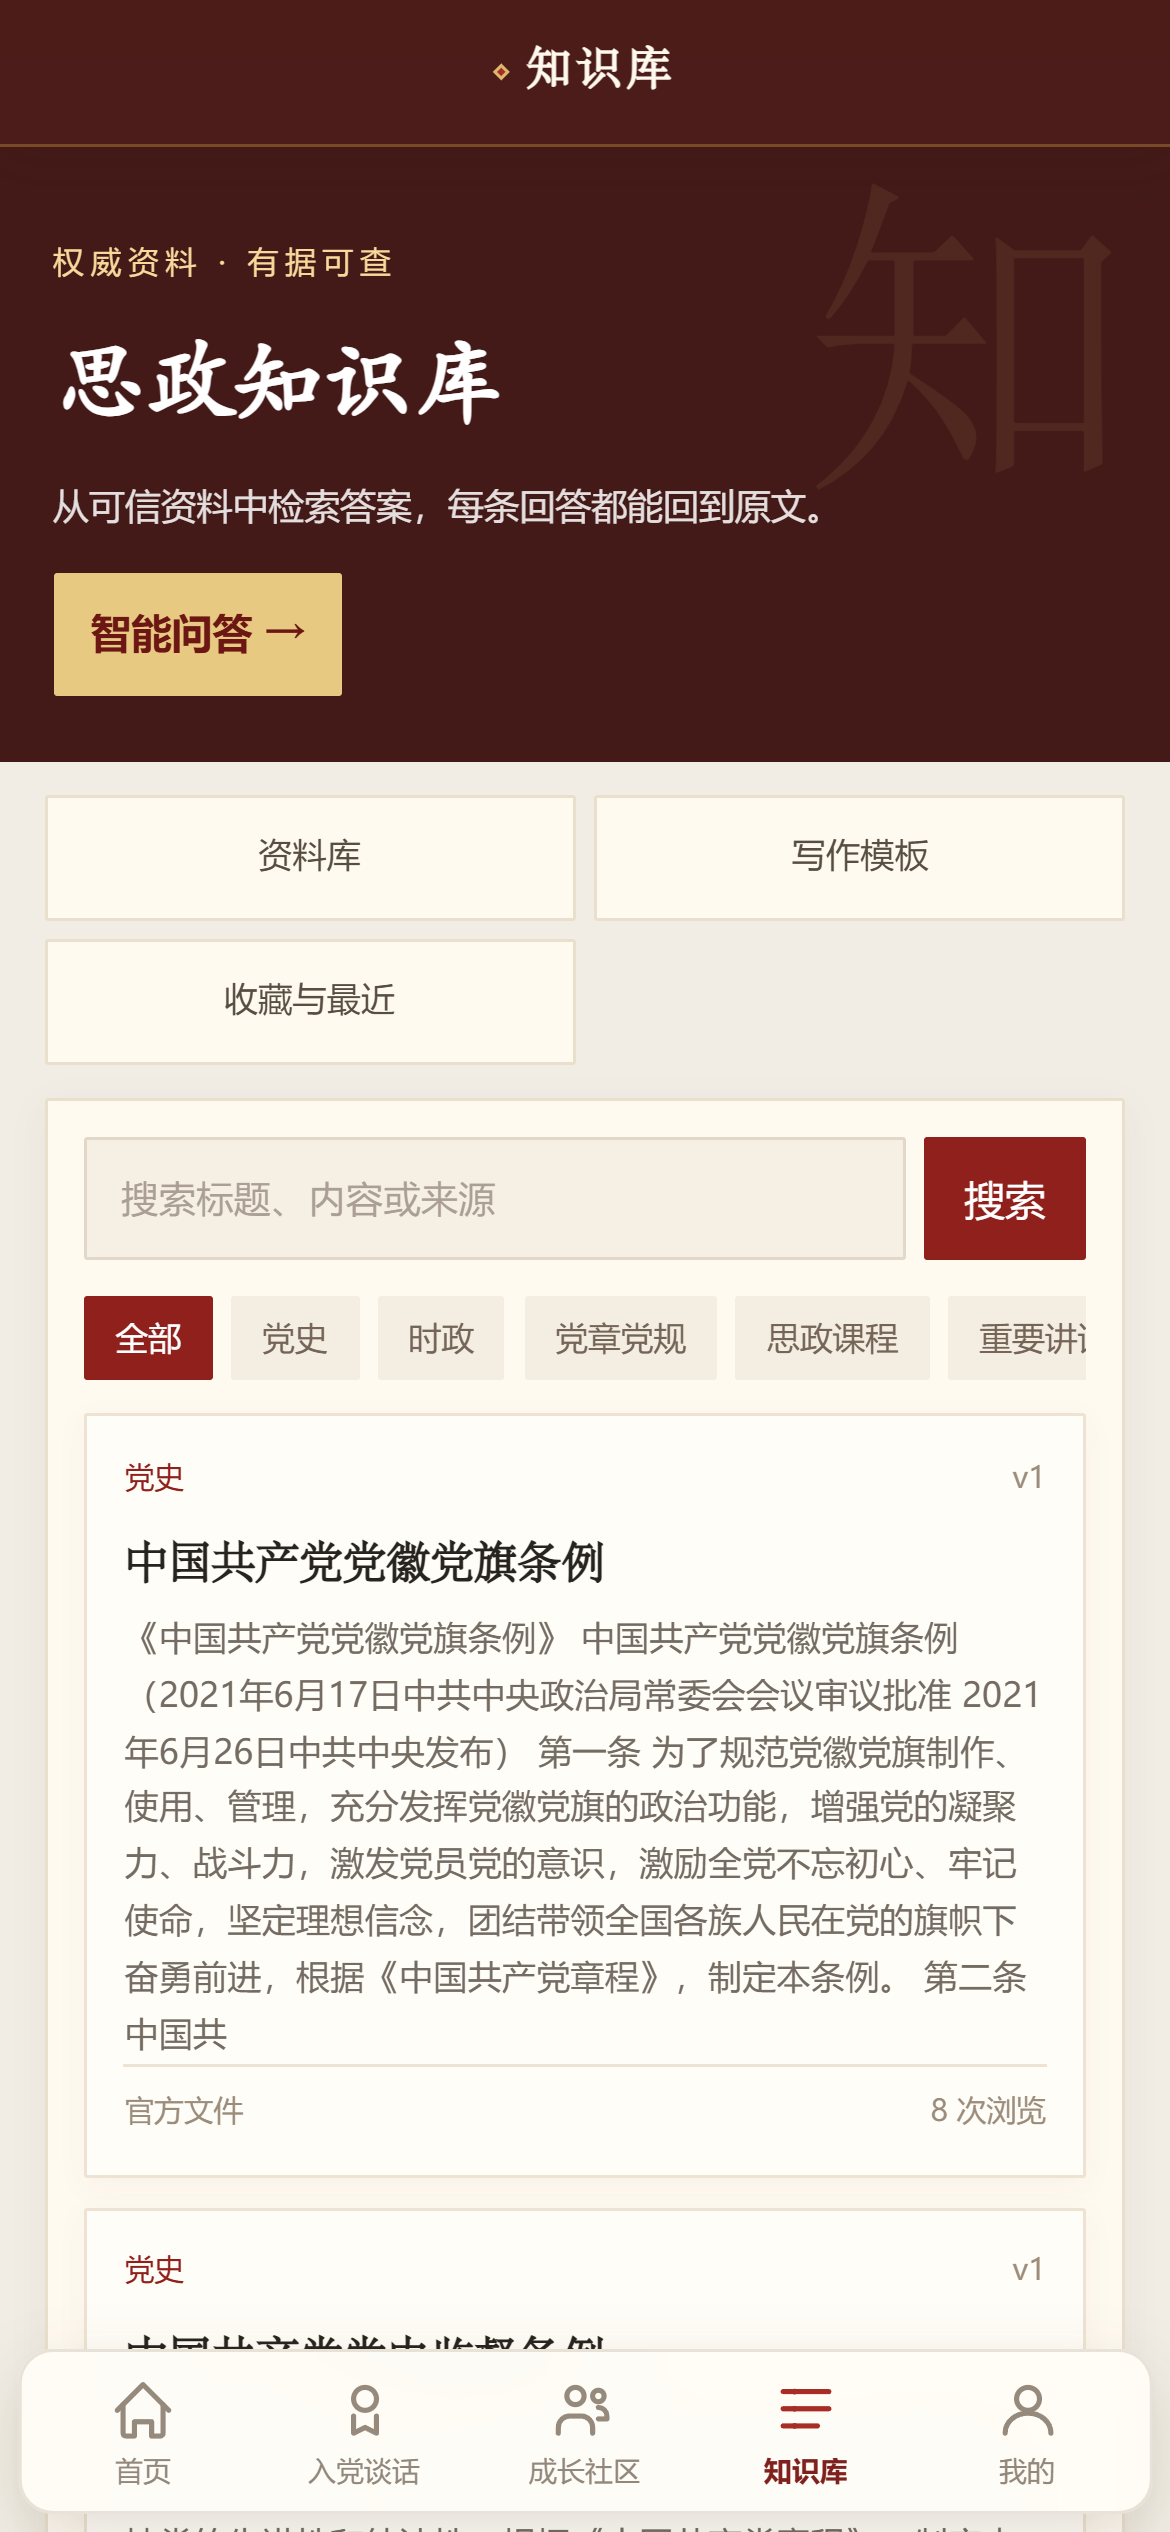 知识库
知
权威资料 · 有据可查
思政知识库
从可信资料中检索答案，每条回答都能回到原文。
智能问答 →
资料库
写作模板
收藏与最近
搜索标题、内容或来源
搜索
全部
党史
时政
党章党规
思政课程
重要讲
党史
v1
中国共产党党徽党旗条例
《中国共产党党徽党旗条例》 中国共产党党徽党旗条例
（2021年6月17日中共中央政治局常委会会议审议批准 2021
年6月26日中共中央发布） 第一条 为了规范党徽党旗制作、
使用、管理，充分发挥党徽党旗的政治功能，增强党的凝聚
力、战斗力，激发党员党的意识，激励全党不忘初心、牢记
使命，坚定理想信念，团结带领全国各族人民在党的旗帜下
奋勇前进，根据《中国共产党章程》，制定本条例。 第二条
中国共
官方文件
8 次浏览
党史
v1
中国共产党党内监督条例
首页
入党谈话
成长社区
知识库
我的